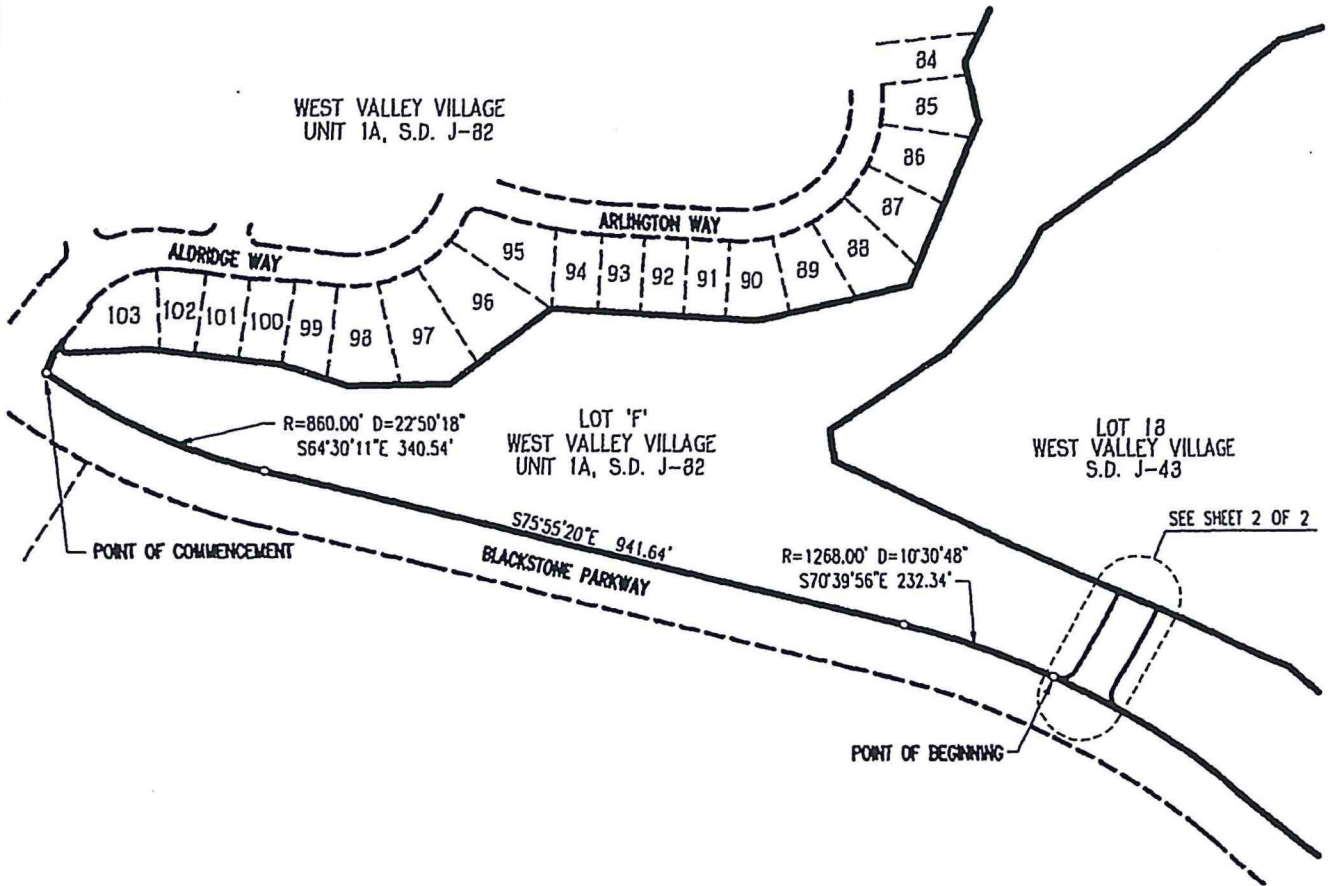 WEST VALLEY VILLAGE
UNIT 1A, S.D. J-82
84
85
86
87
88
89
90
91
92
93
94
95
96
97
98
99
100
101
102
103
ARLINGTON WAY
ALDRIDGE WAY
R=860.00' D=22°50'18"
S64°30'11"E 340.54'
LOT 'F'
WEST VALLEY VILLAGE
UNIT 1A, S.D. J-82
LOT 18
WEST VALLEY VILLAGE
S.D. J-43
SEE SHEET 2 OF 2
POINT OF COMMENCEMENT
S75°55'20"E 941.64'
BLACKSTONE PARKWAY
R=1268.00' D=10°30'48"
S70°39'56"E 232.34'
POINT OF BEGINNING